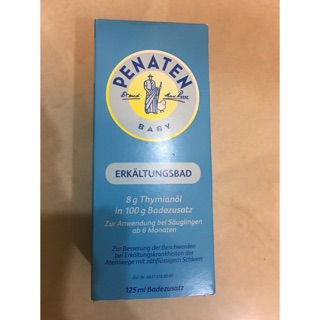 PENATEN
BABY
ERKÄLTUNGSBAD
8 g Thymianöl
in 100 g Badezusatz
Zur Anwendung bei Säuglingen
ab 6 Monaten
Zur Besserung der Beschwerden
bei Erkältungskrankheiten der
Atemwege mit zähflüssigem Schleim
125 ml Badezusatz